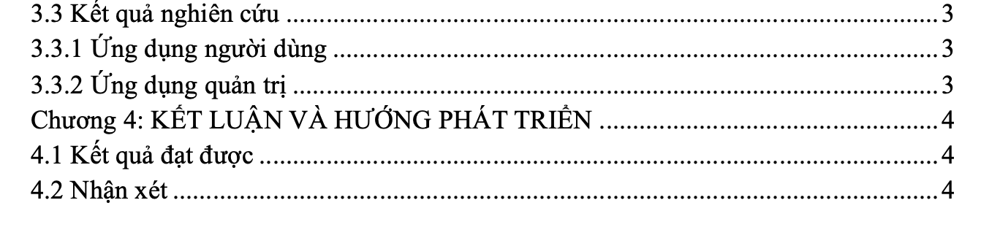 3.3 Kết quả nghiên cứu ........................................................................................................ 3
3.3.1 Ứng dụng người dùng ................................................................................................ 3
3.3.2 Ứng dụng quản trị ...................................................................................................... 3
Chương 4: KẾT LUẬN VÀ HƯỚNG PHÁT TRIỂN ...................................................... 4
4.1 Kết quả đạt được ............................................................................................................ 4
4.2 Nhận xét .......................................................................................................................... 4